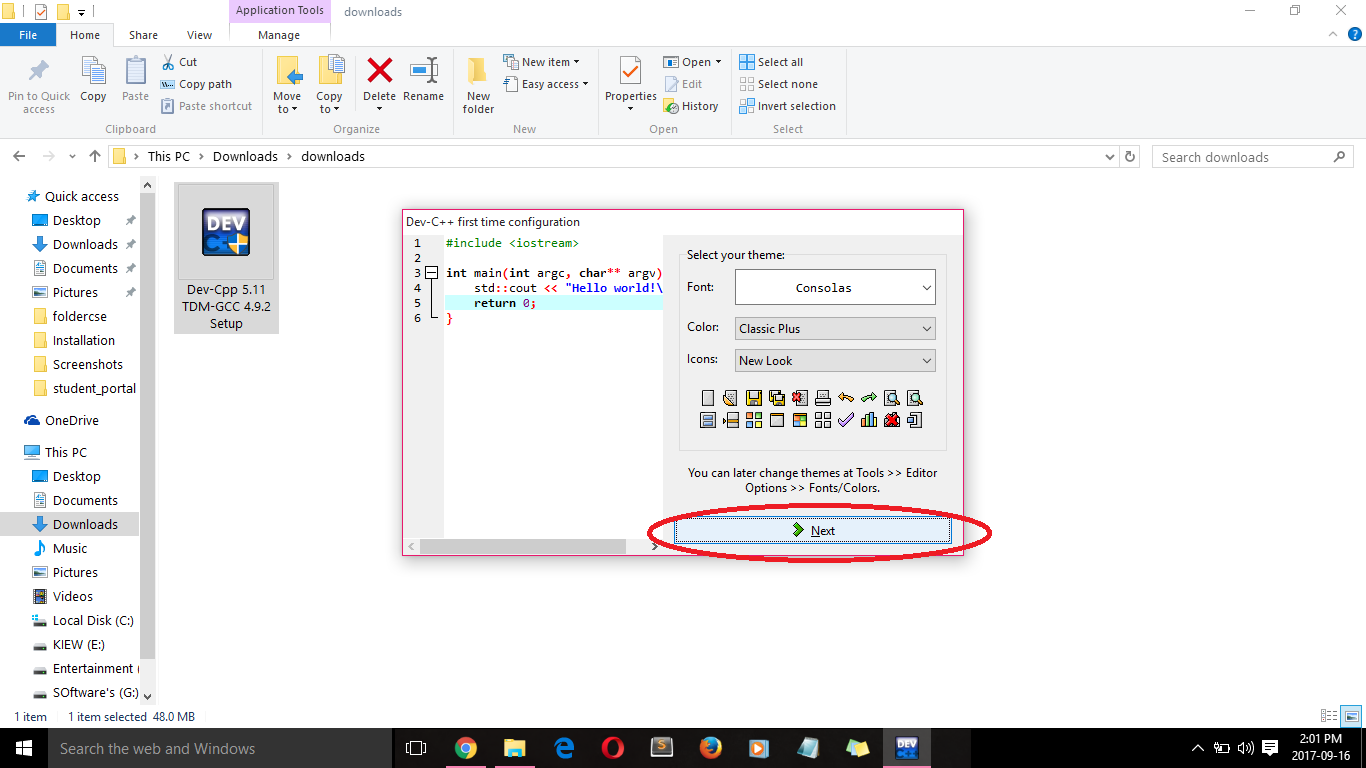 Application Tools
downloads
File
Home
Share
View
Manage
Pin to Quick
access
Copy
Paste
Cut
Copy path
Paste shortcut
Clipboard
Move
to
Copy
to
Delete
Rename
Organize
New
folder
New item
Easy access
New
Properties
Open
Edit
History
Open
Select all
Select none
Invert selection
Select
This PC
Downloads
downloads
Search downloads
Quick access
Desktop
Downloads
Documents
Pictures
foldercse
Installation
Screenshots
student_portal
OneDrive
This PC
Desktop
Documents
Downloads
Music
Pictures
Videos
Local Disk (C:)
KIEW (E:)
Entertainment (
SOftware's (G:)
DEV
C++
Dev-Cpp 5.11
TDM-GCC 4.9.2
Setup
Dev-C++ first time configuration
1 #include <iostream>
2
3 int main(int argc, char** argv)
4 std::cout << "Hello world!\
5 return 0;
6 }
Select your theme:
Font: Consolas
Color: Classic Plus
Icons: New Look
You can later change themes at Tools >> Editor
Options >> Fonts/Colors.
Next
1 item 1 item selected 48.0 MB
Search the web and Windows
DEV
C++
2:01 PM
2017-09-16